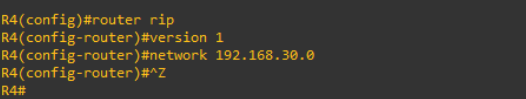 R4(config)#router rip
R4(config-router)#version 1
R4(config-router)#network 192.168.30.0
R4(config-router)#^Z
R4#